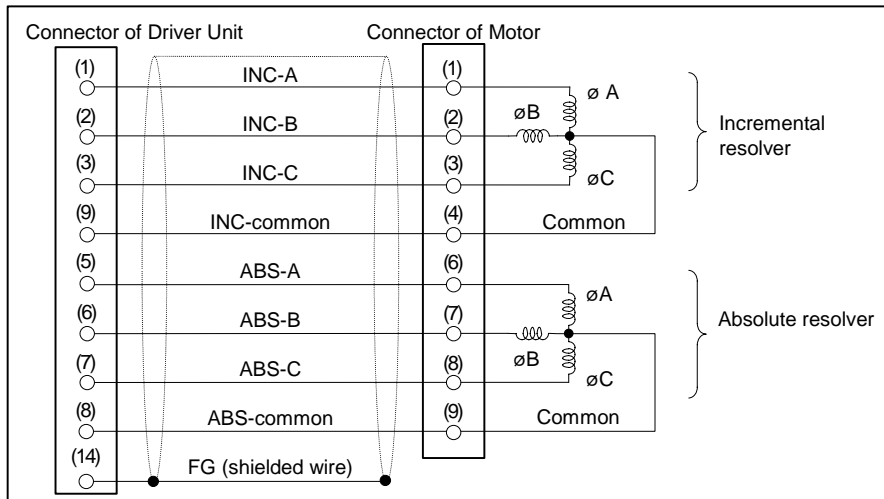 Connector of Driver Unit Connector of Motor
(1) INC-A (1) ø A
(2) INC-B (2) øB
Incremental
resolver
(3) INC-C (3) øC
(9) INC-common (4) Common
(5) ABS-A (6) øA
(6) ABS-B (7) øB
Absolute resolver
(7) ABS-C (8) øC
(8) ABS-common (9) Common
(14) FG (shielded wire)